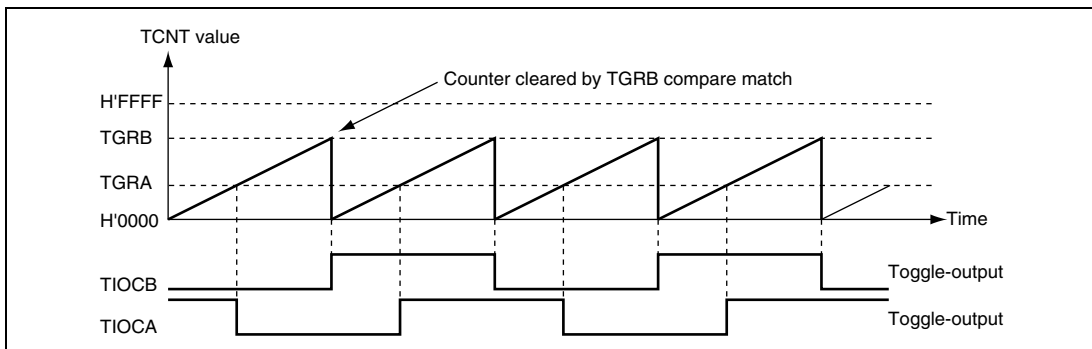 TCNT value
Counter cleared by TGRB compare match
H'FFFF
TGRB
TGRA
H'0000
Time
TIOCB
Toggle-output
TIOCA
Toggle-output